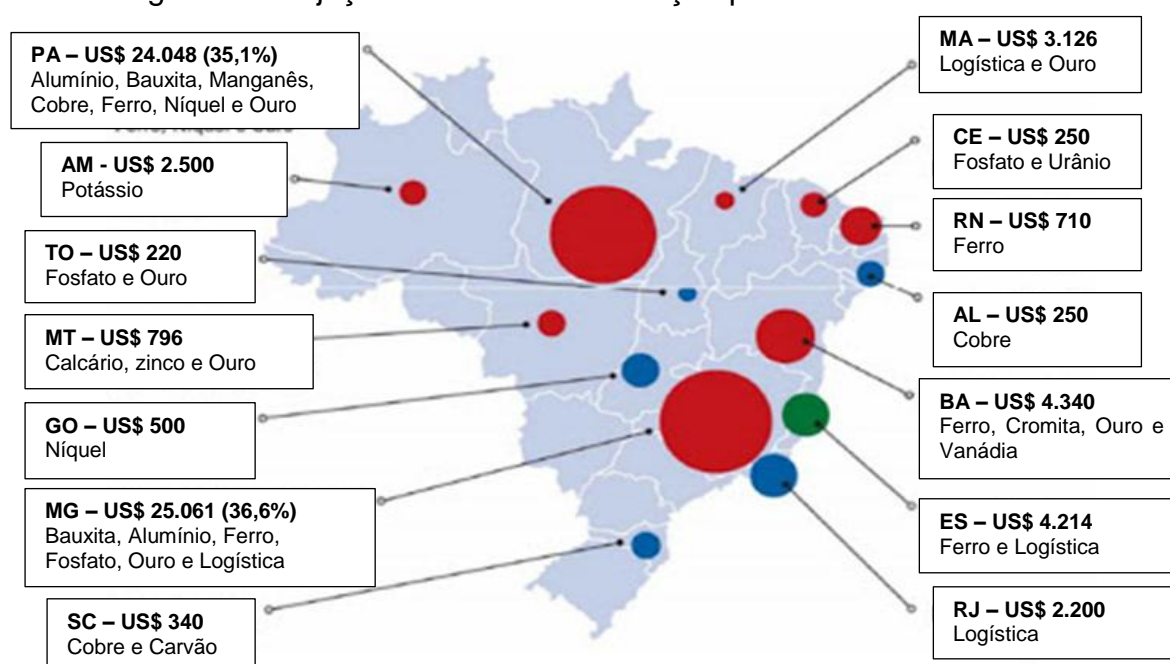 PA – US$ 24.048 (35,1%)
Alumínio, Bauxita, Manganês,
Cobre, Ferro, Níquel e Ouro
AM - US$ 2.500
Potássio
TO – US$ 220
Fosfato e Ouro
MT – US$ 796
Calcário, zinco e Ouro
GO – US$ 500
Níquel
MG – US$ 25.061 (36,6%)
Bauxita, Alumínio, Ferro,
Fosfato, Ouro e Logística
SC – US$ 340
Cobre e Carvão
MA – US$ 3.126
Logística e Ouro
CE – US$ 250
Fosfato e Urânio
RN – US$ 710
Ferro
AL – US$ 250
Cobre
BA – US$ 4.340
Ferro, Cromita, Ouro e
Vanádia
ES – US$ 4.214
Ferro e Logística
RJ – US$ 2.200
Logística